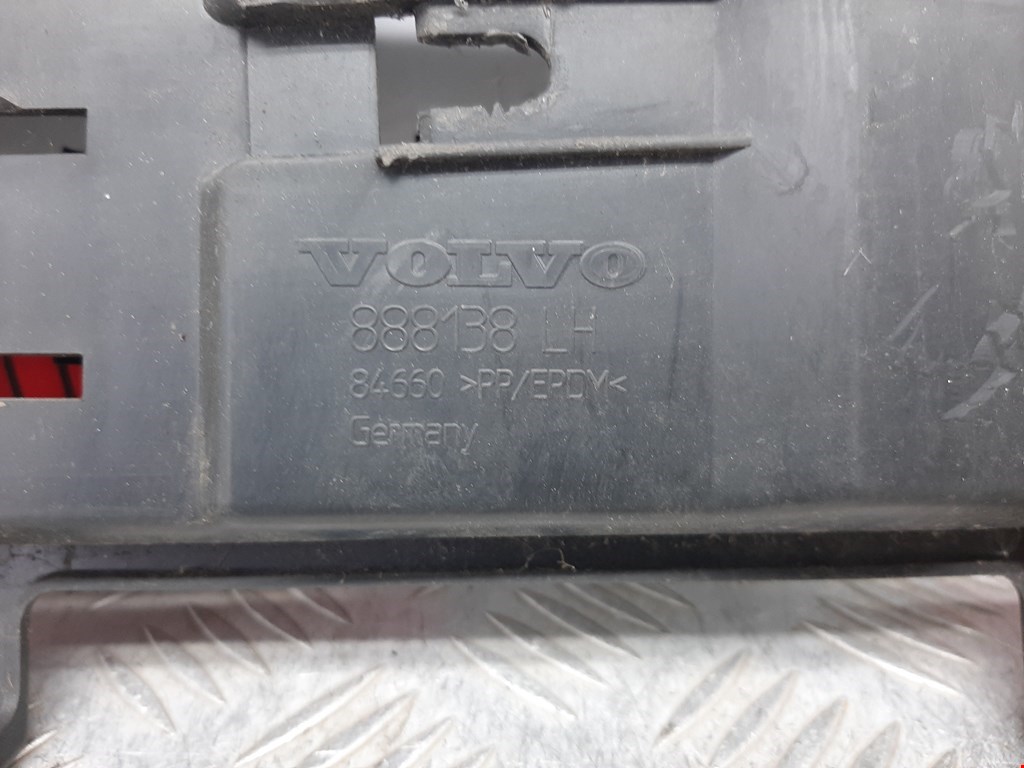 VOLVO
888138 LH
84660 >PP/EPDM<
Germany